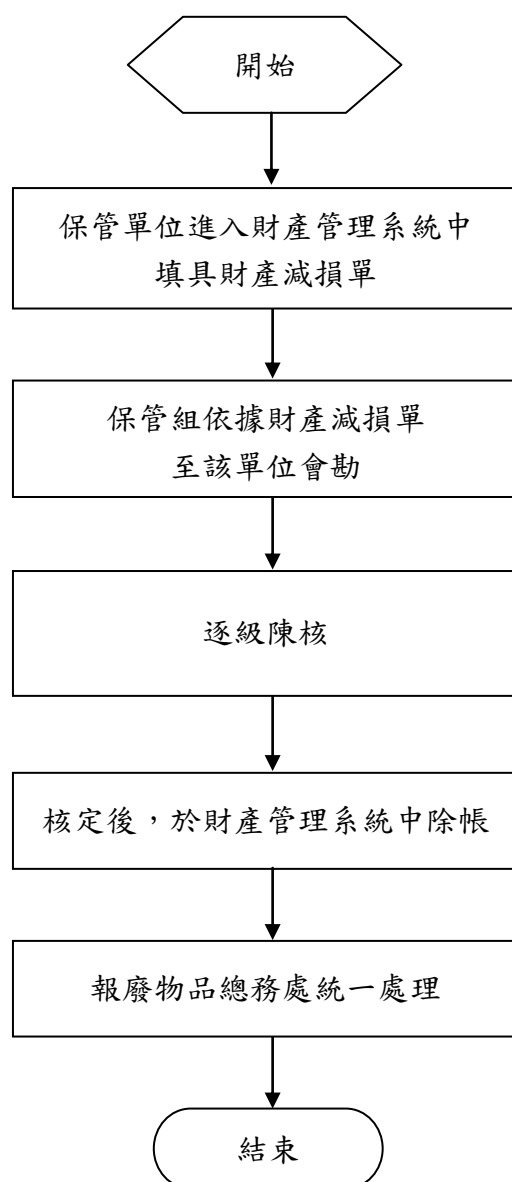 開始
保管單位進入財產管理系統中
填具財產減損單
保管組依據財產減損單
至該單位會勘
逐級陳核
核定後，於財產管理系統中除帳
報廢物品總務處統一處理
結束